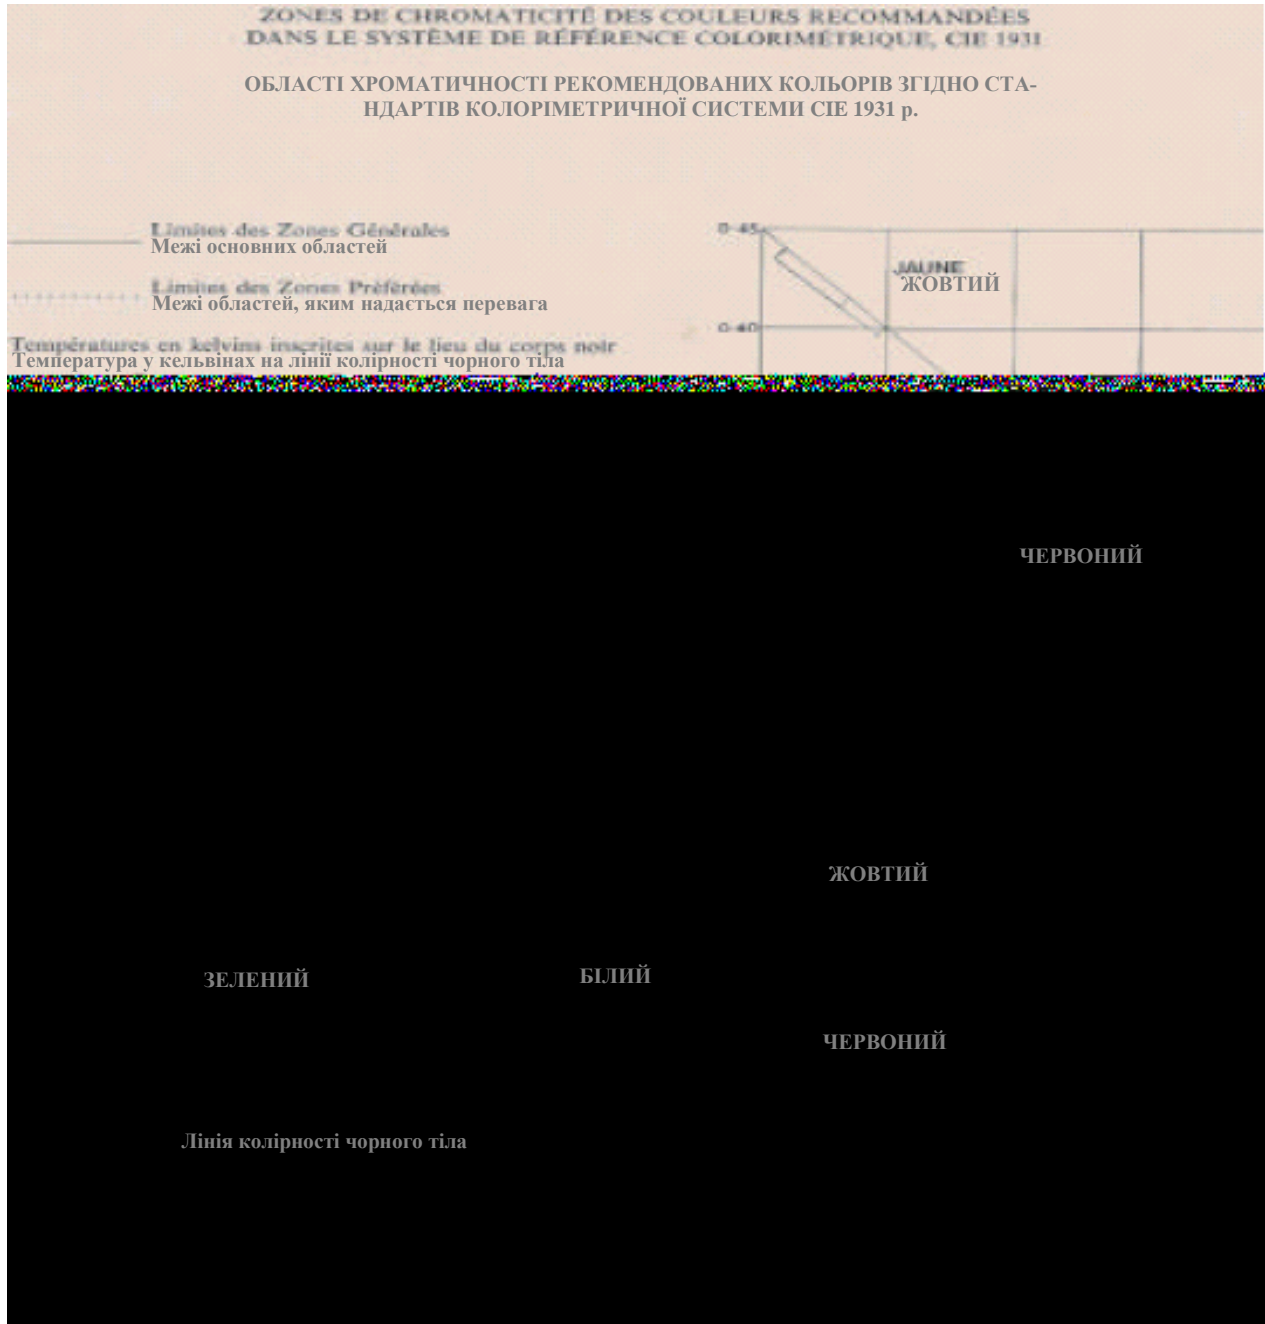 ZONES DE CHROMATICITÉ DES COULEURS RECOMMANDÉES
DANS LE SYSTÈME DE RÉFÉRENCE COLORIMÉTRIQUE, CIE 1931
ОБЛАСТІ ХРОМАТИЧНОСТІ РЕКОМЕНДОВАНИХ КОЛЬОРІВ ЗГІДНО СТА-
НДАРТІВ КОЛОРІМЕТРИЧНОЇ СИСТЕМИ CIE 1931 р.
Limites des Zones Générales
Межі основних областей
0·45
JAUNE
ЖОВТИЙ
Limites des Zones Préférées
Межі областей, яким надається перевага
0·40
Températures en kelvins inscrites sur le lieu du corps noir
Температура у кельвінах на лінії колірності чорного тіла
ЧЕРВОНИЙ
ЖОВТИЙ
ЗЕЛЕНИЙ
БІЛИЙ
ЧЕРВОНИЙ
Лінія колірності чорного тіла